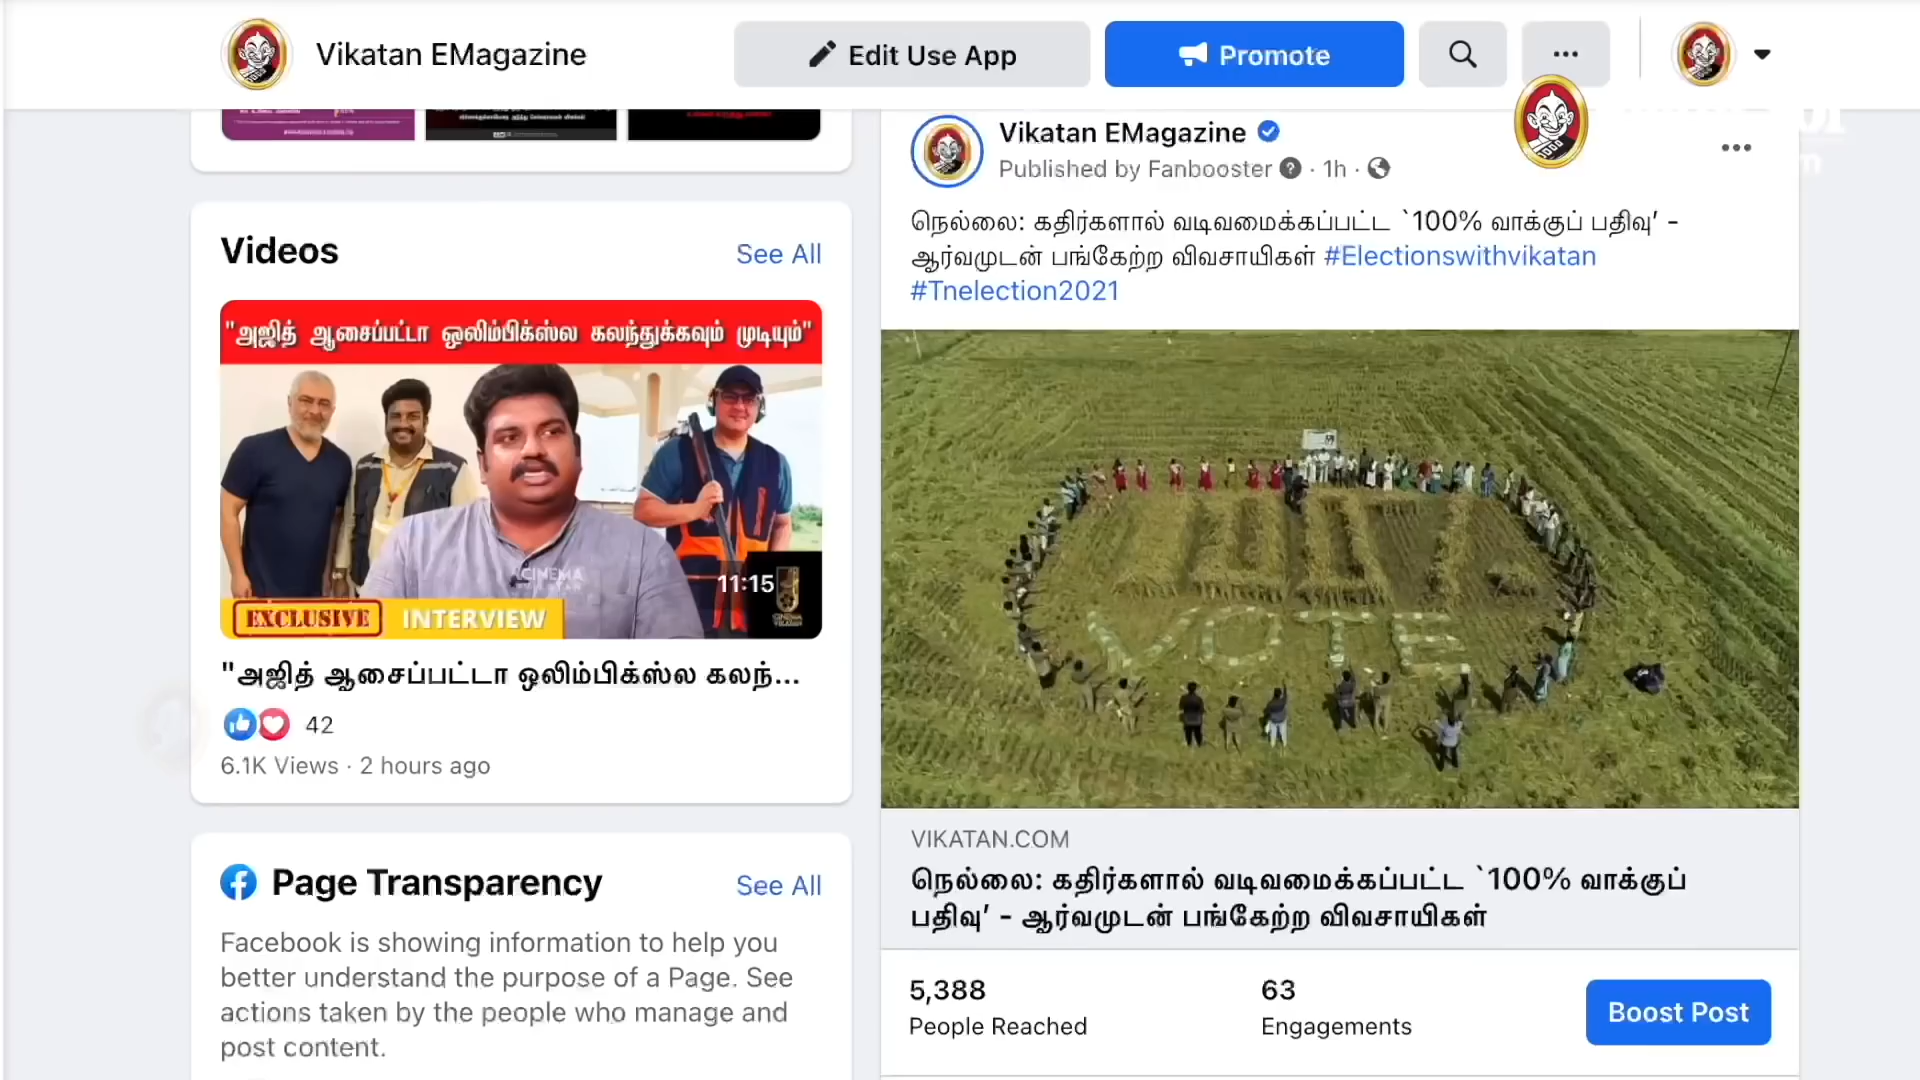 Vikatan EMagazine
Edit Use App
Promote
Videos
See All
"அஜித் ஆசைப்பட்டா ஒலிம்பிக்ஸ்ல கலந்துக்கவும் முடியும்"
CINEMA
11:15
EXCLUSIVE INTERVIEW
CINEMA
VIKATAN
"அஜித் ஆசைப்பட்டா ஒலிம்பிக்ஸ்ல கலந்...
42
6.1K Views · 2 hours ago
Page Transparency
See All
Facebook is showing information to help you
better understand the purpose of a Page. See
actions taken by the people who manage and
post content.
Vikatan EMagazine
Published by Fanbooster · 1h ·
நெல்லை: கதிர்களால் வடிவமைக்கப்பட்ட `100% வாக்குப் பதிவு’ -
ஆர்வமுடன் பங்கேற்ற விவசாயிகள் #Electionswithvikatan
#Tnelection2021
VOTE
VIKATAN.COM
நெல்லை: கதிர்களால் வடிவமைக்கப்பட்ட `100% வாக்குப்
பதிவு’ - ஆர்வமுடன் பங்கேற்ற விவசாயிகள்
5,388
People Reached
63
Engagements
Boost Post